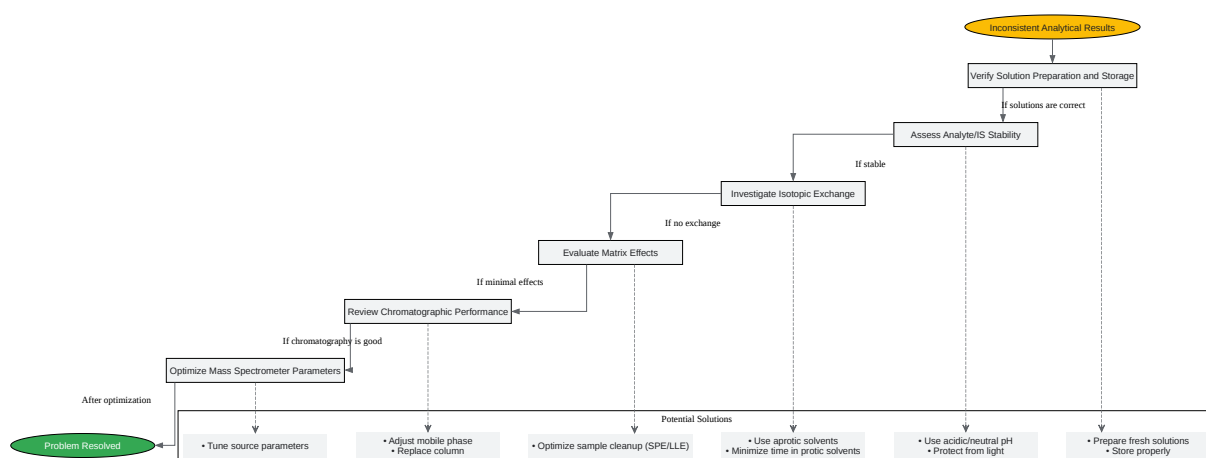 Inconsistent Analytical Results
Verify Solution Preparation and Storage
If solutions are correct
Assess Analyte/IS Stability
If stable
Investigate Isotopic Exchange
If no exchange
Evaluate Matrix Effects
If minimal effects
Review Chromatographic Performance
If chromatography is good
Optimize Mass Spectrometer Parameters
After optimization
Problem Resolved
Potential Solutions
• Tune source parameters
• Adjust mobile phase
• Replace column
• Optimize sample cleanup (SPE/LLE)
• Use aprotic solvents
• Minimize time in protic solvents
• Use acidic/neutral pH
• Protect from light
• Prepare fresh solutions
• Store properly